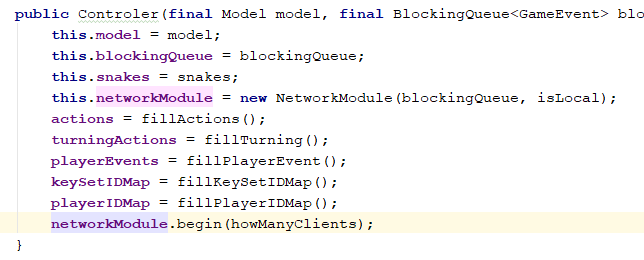 public Controler(final Model model, final BlockingQueue<GameEvent> blo
this.model = model;
this.blockingQueue = blockingQueue;
this.snakes = snakes;
this.networkModule = new NetworkModule(blockingQueue, isLocal);
actions = fillActions();
turningActions = fillTurning();
playerEvents = fillPlayerEvent();
keySetIDMap = fillKeySetIDMap();
playerIDMap = fillPlayerIDMap();
networkModule.begin(howManyClients);
}